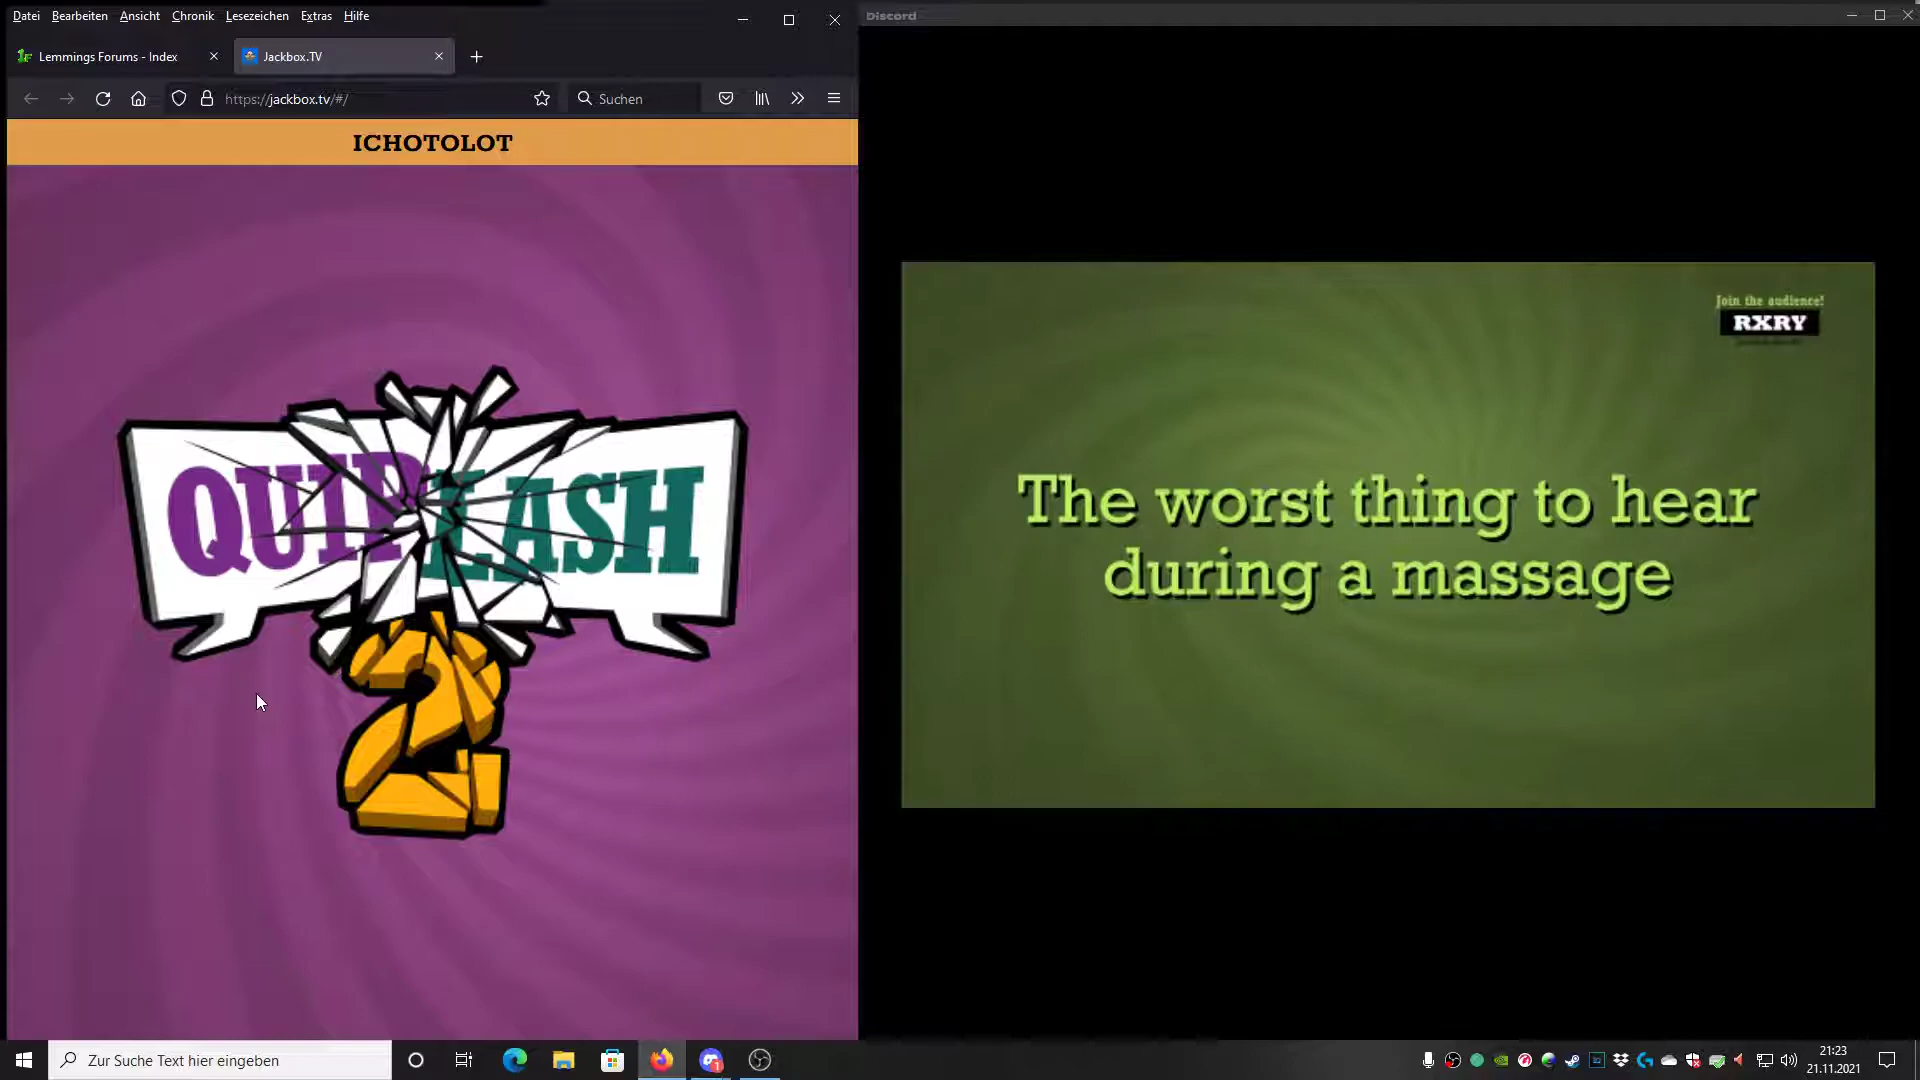 Datei Bearbeiten Ansicht Chronik Lesezeichen Extras Hilfe
Lemmings Forums - Index
Jackbox.TV
https://jackbox.tv/#/
Suchen
ICHOTOLOT
QUIPLASH
2
Discord
Join the audience!
RXRY
The worst thing to hear
during a massage
Zur Suche Text hier eingeben
21:23
21.11.2021